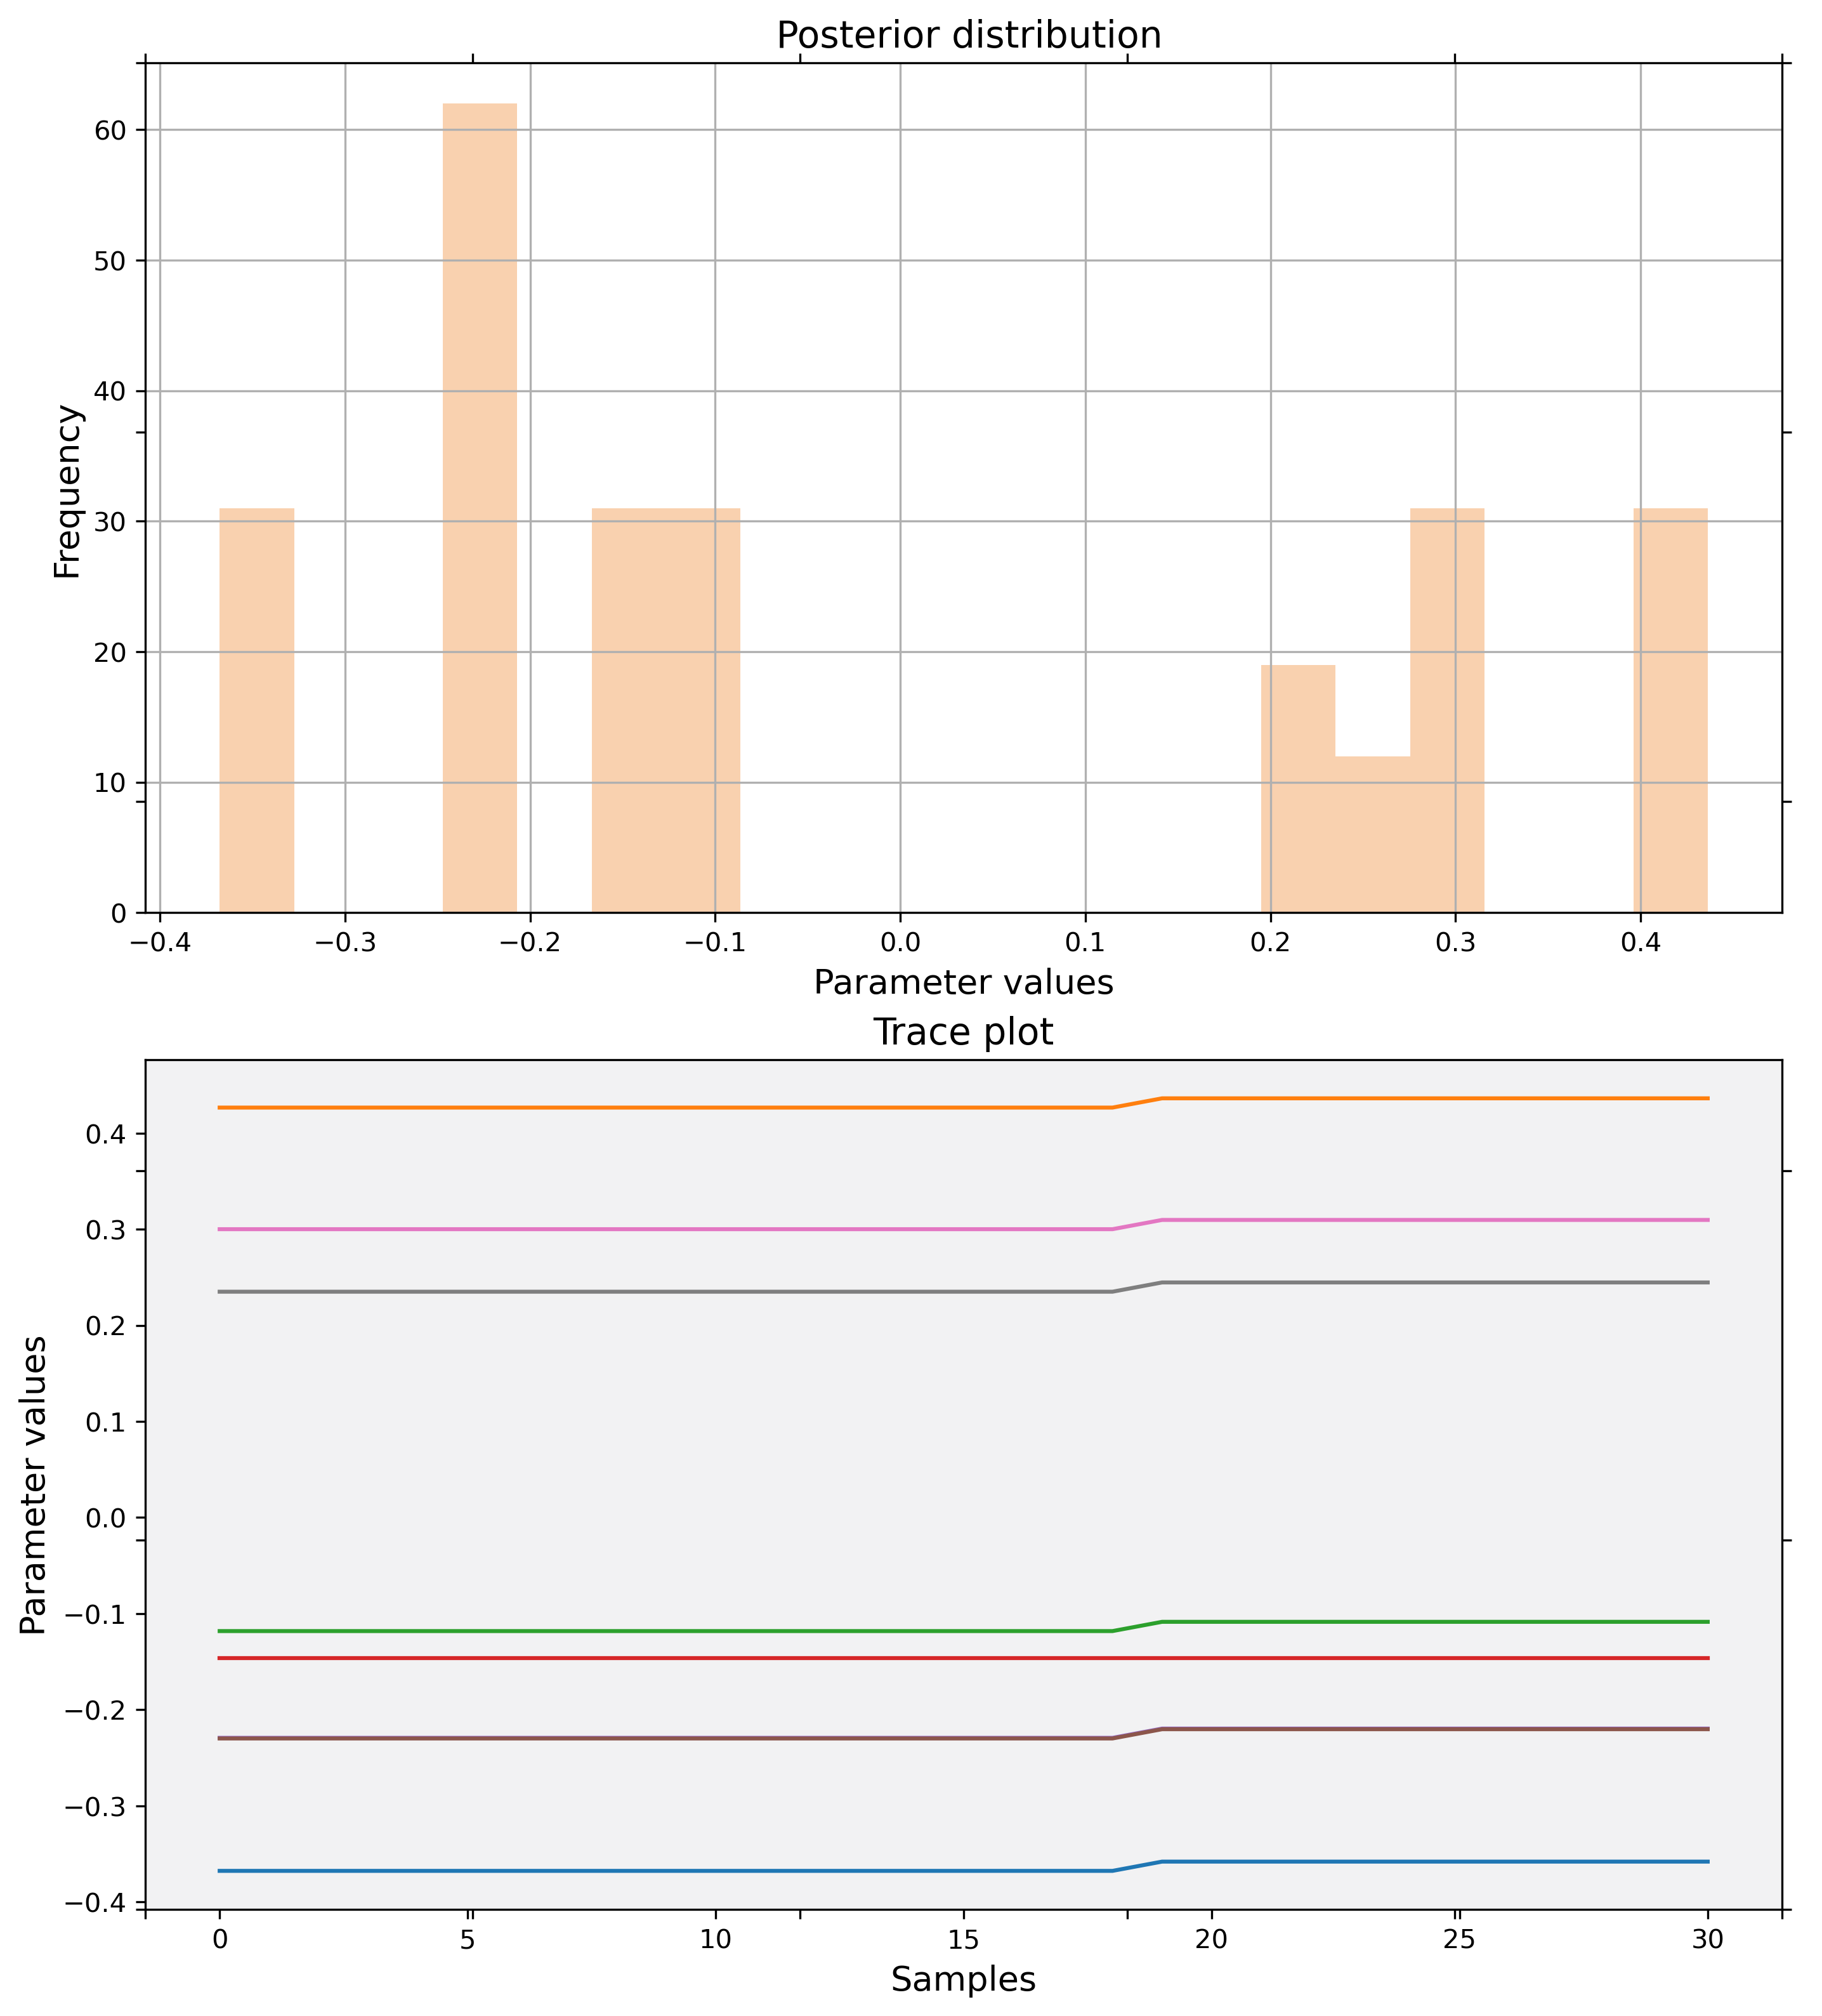 Posterior distribution
Frequency
60
50
40
30
20
10
0
−0.4 −0.3 −0.2 −0.1 0.0 0.1 0.2 0.3 0.4
Parameter values
Trace plot
Parameter values
0.4
0.3
0.2
0.1
0.0
−0.1
−0.2
−0.3
−0.4
0 5 10 15 20 25 30
Samples